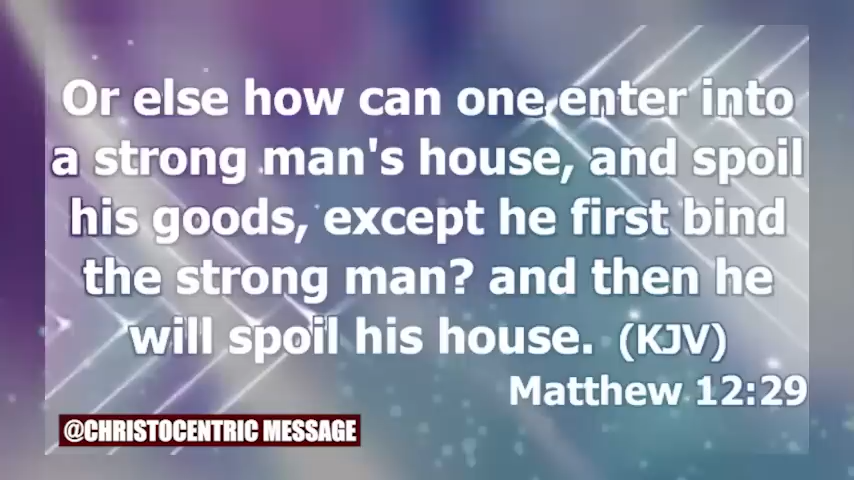 Or else how can one enter into
a strong man's house, and spoil
his goods, except he first bind
the strong man? and then he
will spoil his house. (KJV)
Matthew 12:29
@CHRISTOCENTRIC MESSAGE